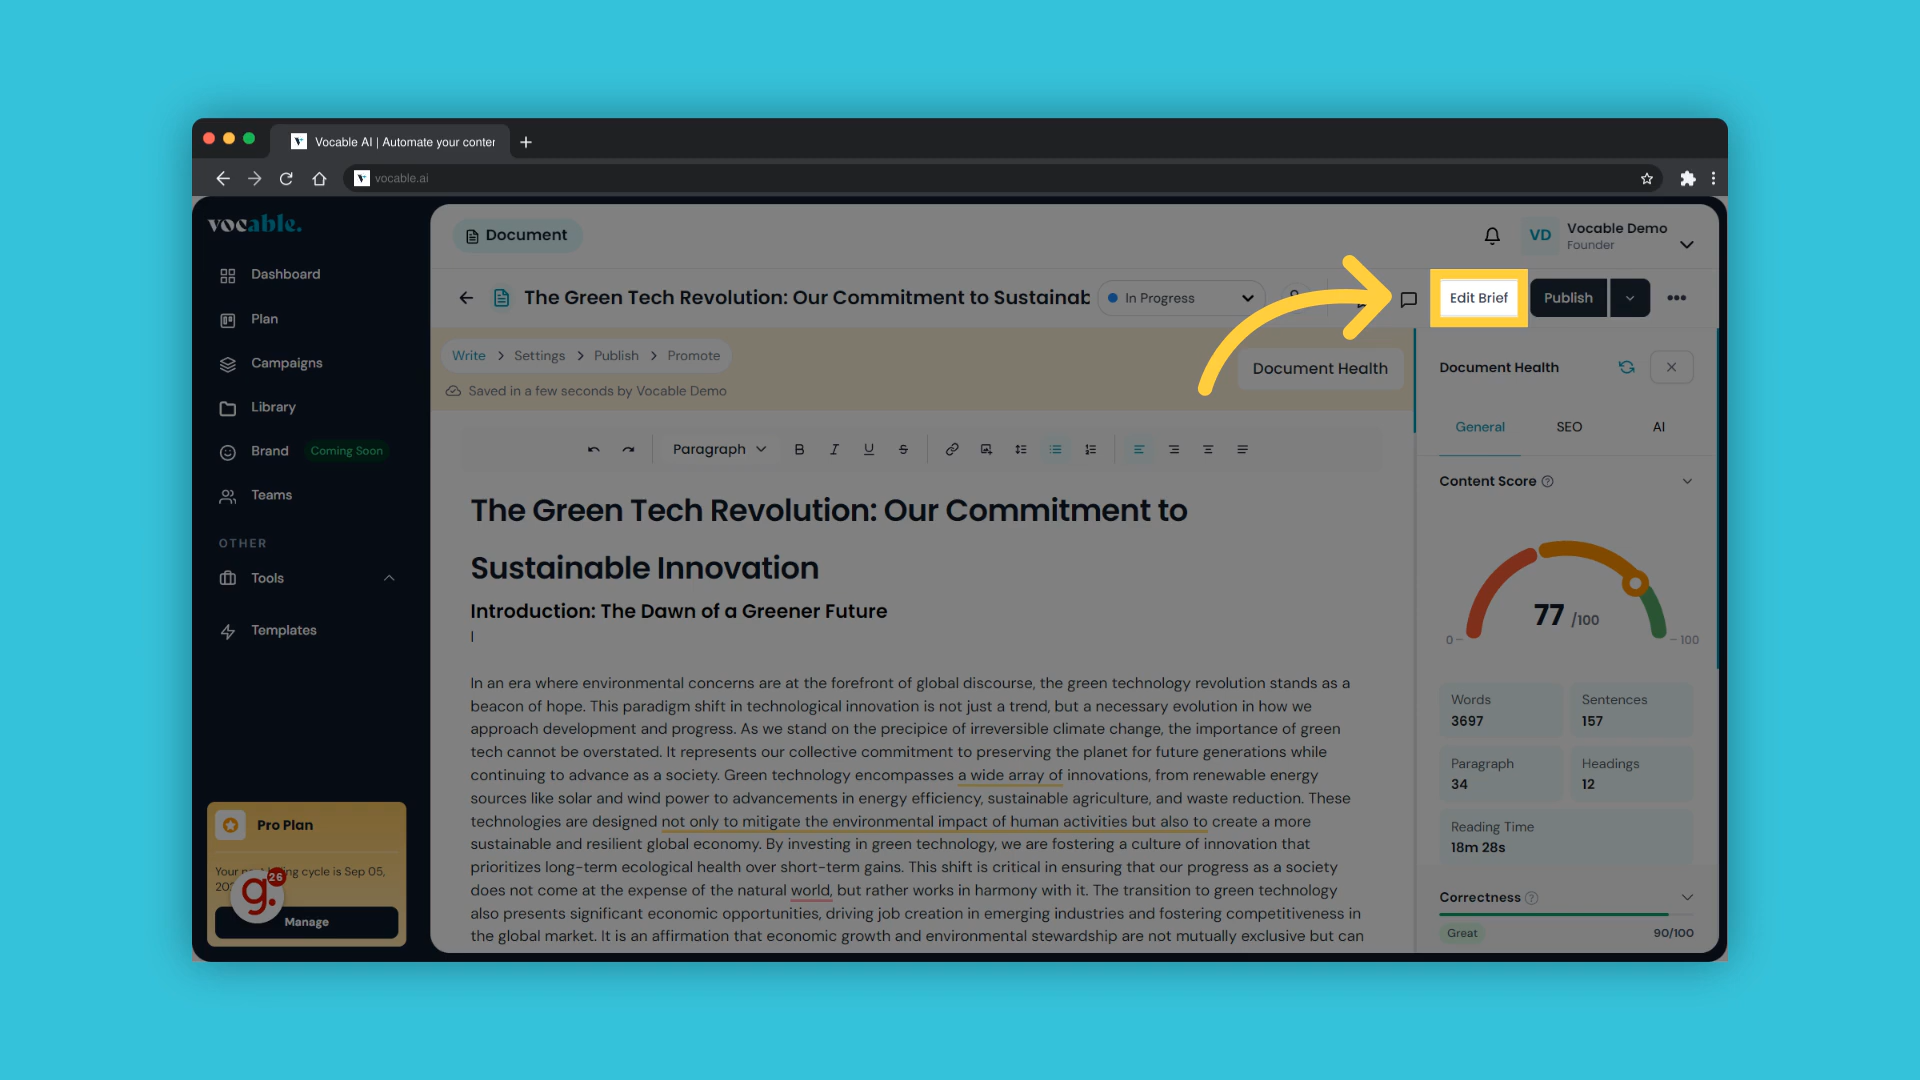 Vocable AI | Automate your conter
vocable.ai
vocable.
Document
VD
Vocable Demo
Founder
Dashboard
Plan
Campaigns
Library
Brand Coming Soon
Teams
OTHER
Tools
Templates
The Green Tech Revolution: Our Commitment to Sustainab
In Progress
Edit Brief
Publish
Write > Settings > Publish > Promote
Saved in a few seconds by Vocable Demo
Document Health
Paragraph
The Green Tech Revolution: Our Commitment to
Sustainable Innovation
Introduction: The Dawn of a Greener Future
In an era where environmental concerns are at the forefront of global discourse, the green technology revolution stands as a
beacon of hope. This paradigm shift in technological innovation is not just a trend, but a necessary evolution in how we
approach development and progress. As we stand on the precipice of irreversible climate change, the importance of green
tech cannot be overstated. It represents our collective commitment to preserving the planet for future generations while
continuing to advance as a society. Green technology encompasses a wide array of innovations, from renewable energy
sources like solar and wind power to advancements in energy efficiency, sustainable agriculture, and waste reduction. These
technologies are designed not only to mitigate the environmental impact of human activities but also to create a more
sustainable and resilient global economy. By investing in green technology, we are fostering a culture of innovation that
prioritizes long-term ecological health over short-term gains. This shift is critical in ensuring that our progress as a society
does not come at the expense of the natural world, but rather works in harmony with it. The transition to green technology
also presents significant economic opportunities, driving job creation in emerging industries and fostering competitiveness in
the global market. It is an affirmation that economic growth and environmental stewardship are not mutually exclusive but can
Document Health
General
SEO
AI
Content Score
77 /100
0
100
Words
3697
Sentences
157
Paragraph
34
Headings
12
Reading Time
18m 28s
Correctness
Great
90/100
Pro Plan
cycle is Sep 05,
g.
26
Manage